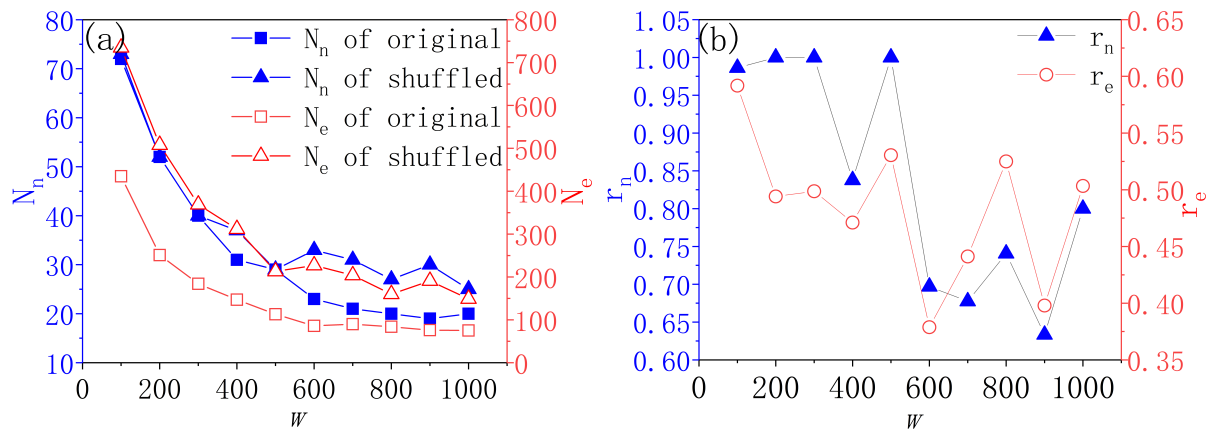 (a)
N_n of original
N_n of shuffled
N_e of original
N_e of shuffled
80
70
60
50
40
30
20
10
N_n
800
700
600
500
400
300
200
100
0
N_e
0 200 400 600 800 1000
w
(b)
r_n
r_e
1.05
1.00
0.95
0.90
0.85
0.80
0.75
0.70
0.65
0.60
r_n
0.65
0.60
0.55
0.50
0.45
0.40
0.35
r_e
0 200 400 600 800 1000
w